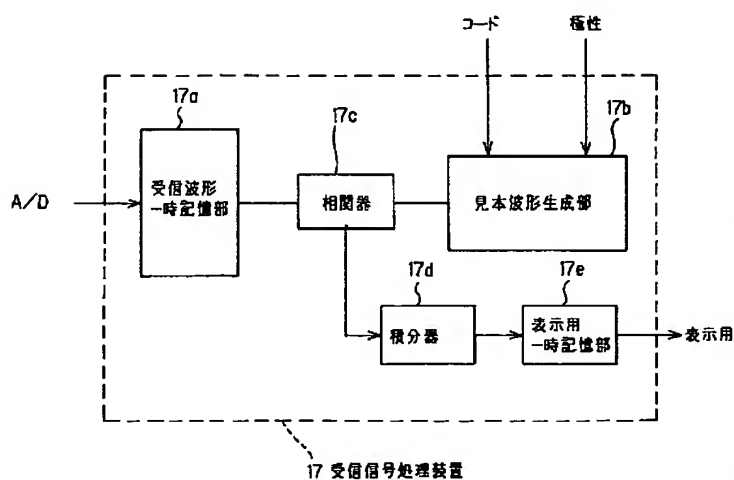 コード
極性
17a
17c
17b
A/D
受信波形
一時記憶部
相関器
見本波形生成部
17d
17e
積分器
表示用
一時記憶部
表示用
17 受信信号処理装置